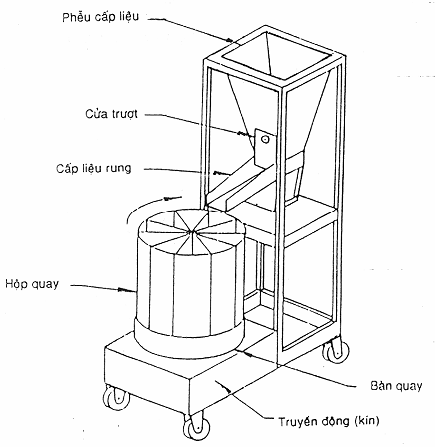 Phễu cấp liệu
Cửa trượt
Cấp liệu rung
Hộp quay
Bàn quay
Truyền động (kín)